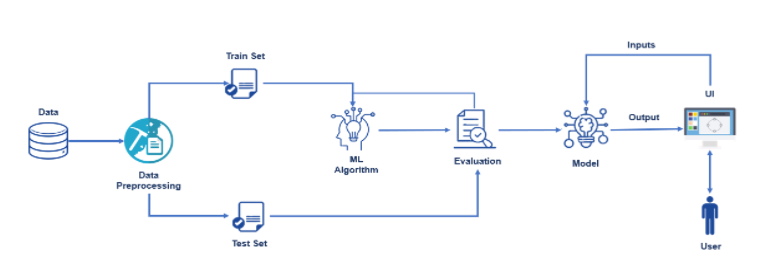 Data
Data
Preprocessing
Train Set
Test Set
ML
Algorithm
Evaluation
Model
Inputs
Output
UI
User